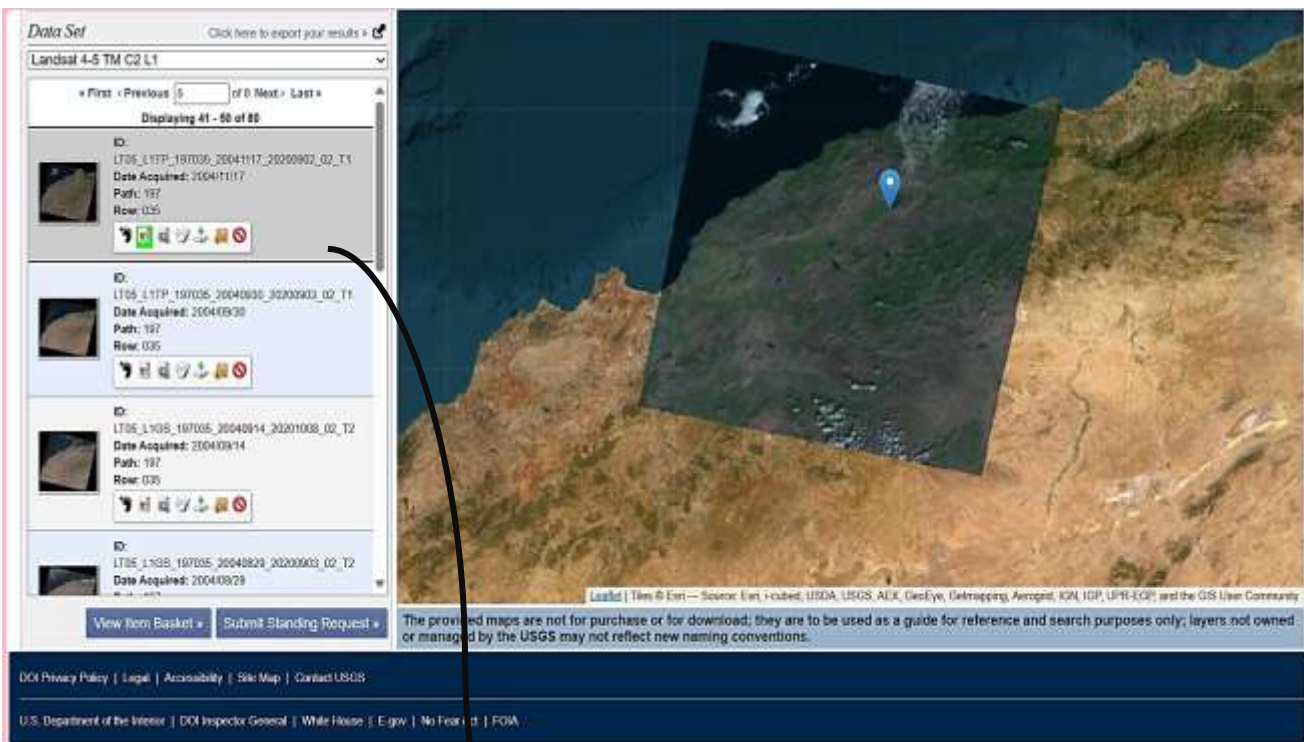 Data Set
Click here to export your results »
Landsat 4-5 TM C2 L1
« First ‹ Previous 5 of 8 Next › Last »
Displaying 41 - 50 of 80
ID:
LT05_L1TP_197035_20041117_20200902_02_T1
Date Acquired: 2004/11/17
Path: 197
Row: 035
ID:
LT05_L1TP_197035_20040930_20200903_02_T1
Date Acquired: 2004/09/30
Path: 197
Row: 035
ID:
LT05_L1GS_197035_20040914_20201008_02_T2
Date Acquired: 2004/09/14
Path: 197
Row: 035
ID:
LT05_L1GS_197035_20040829_20200903_02_T2
Date Acquired: 2004/08/29
View Item Basket »
Submit Standing Request »
Leaflet | Tiles © Esri — Source: Esri, i-cubed, USDA, USGS, AEX, GeoEye, Getmapping, Aerogrid, IGN, IGP, UPR-EGP, and the GIS User Community
The provided maps are not for purchase or for download; they are to be used as a guide for reference and search purposes only; layers not owned
or managed by the USGS may not reflect new naming conventions.
DOI Privacy Policy | Legal | Accessibility | Site Map | Contact USGS
U.S. Department of the Interior | DOI Inspector General | White House | E-gov | No Fear Act | FOIA